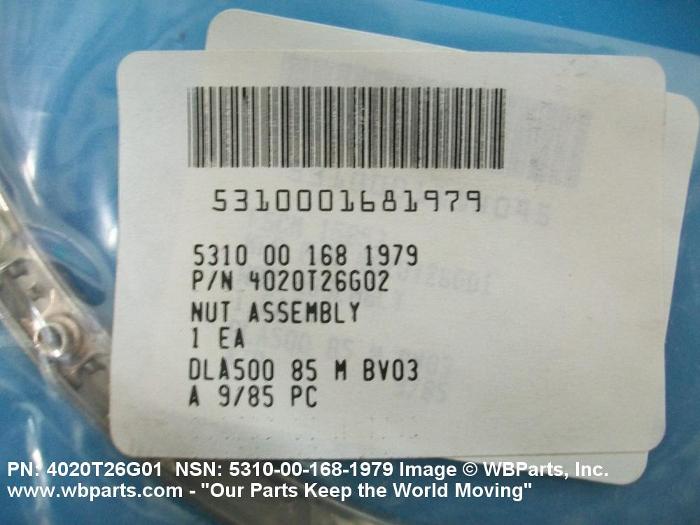 5310001681979
5310 00 168 1979
P/N 4020T26G02
NUT ASSEMBLY
1 EA
DLA500 85 M BV03
A 9/85 PC
PN: 4020T26G01 NSN: 5310-00-168-1979 Image © WBParts, Inc.
www.wbparts.com - "Our Parts Keep the World Moving"